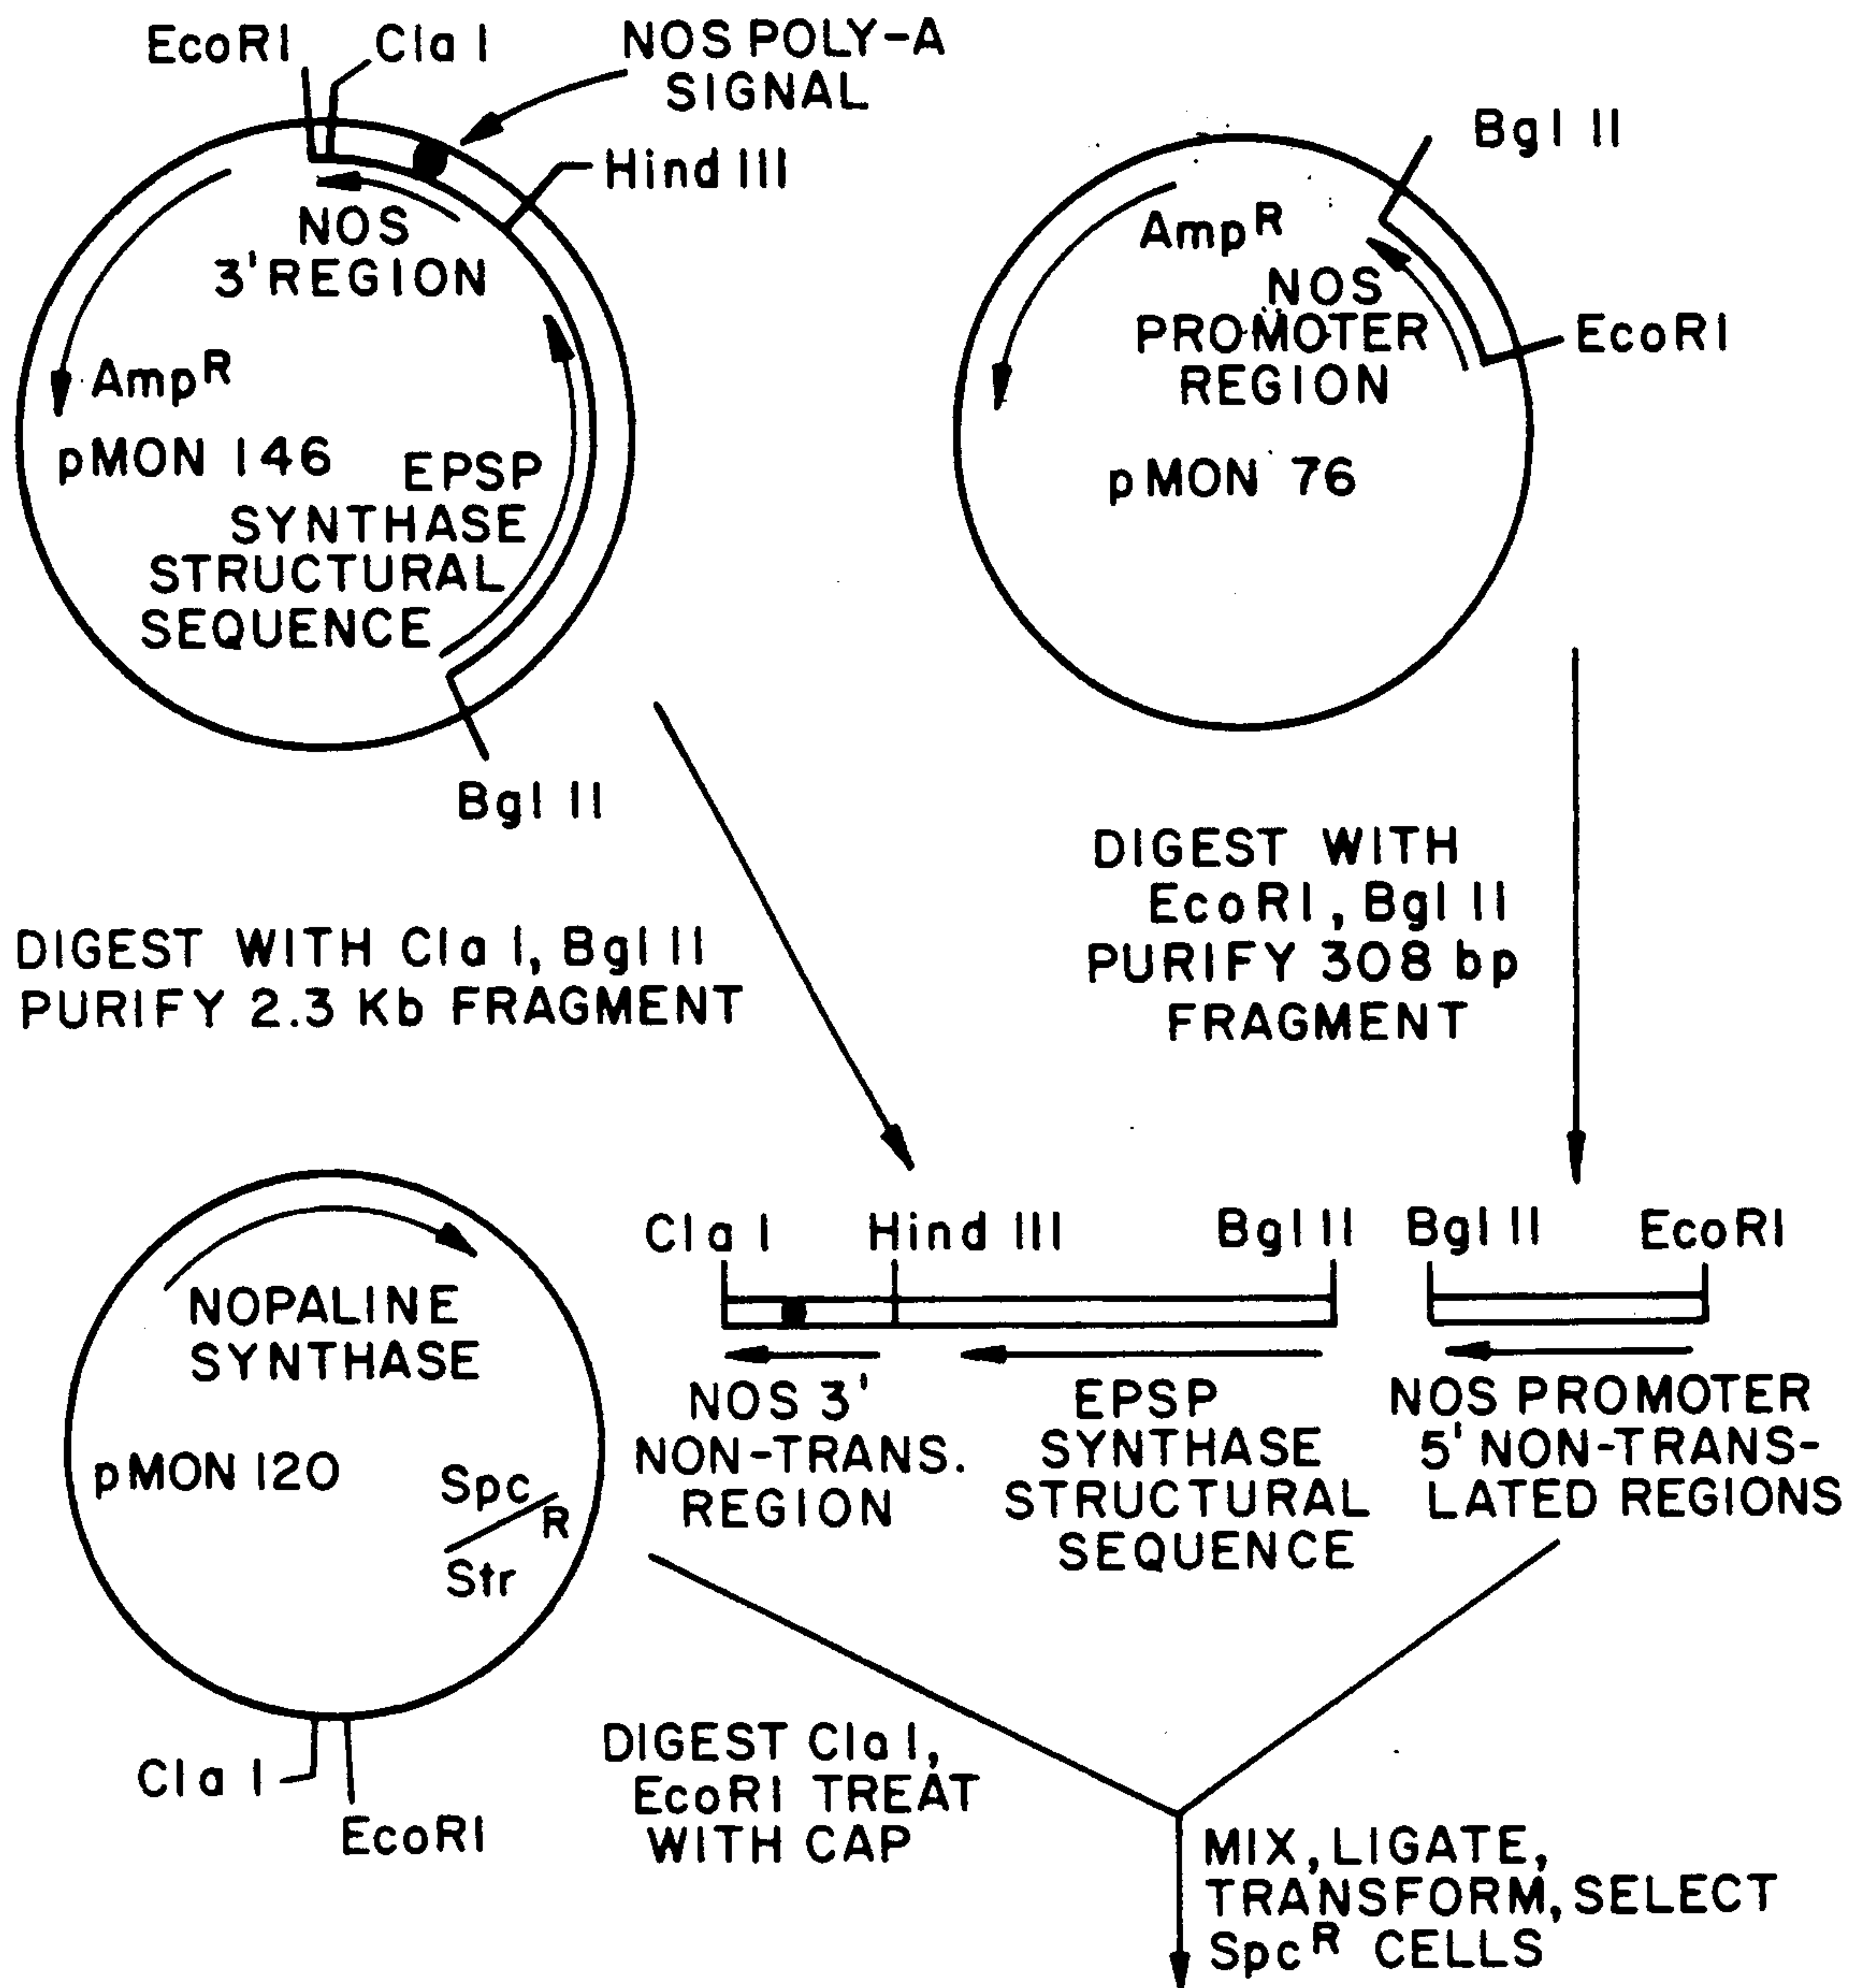 EcoRI
Cla I
NOS POLY-A
SIGNAL
Hind III
NOS
3' REGION
AmpR
pMON 146
EPSP
SYNTHASE
STRUCTURAL
SEQUENCE
Bgl II
Bgl II
AmpR
NOS
PROMOTER
REGION
EcoRI
pMON 76
DIGEST WITH Cla I, Bgl II
PURIFY 2.3 Kb FRAGMENT
DIGEST WITH
EcoRI, Bgl II
PURIFY 308 bp
FRAGMENT
NOPALINE
SYNTHASE
pMON 120
Spc
R
Str
Cla I
EcoRI
Cla I
Hind III
Bgl II
Bgl II
EcoRI
NOS 3'
NON-TRANS.
REGION
EPSP
SYNTHASE
STRUCTURAL
SEQUENCE
NOS PROMOTER
5' NON-TRANS-
LATED REGIONS
DIGEST Cla I,
EcoRI TREAT
WITH CAP
MIX, LIGATE,
TRANSFORM, SELECT
SpcR CELLS